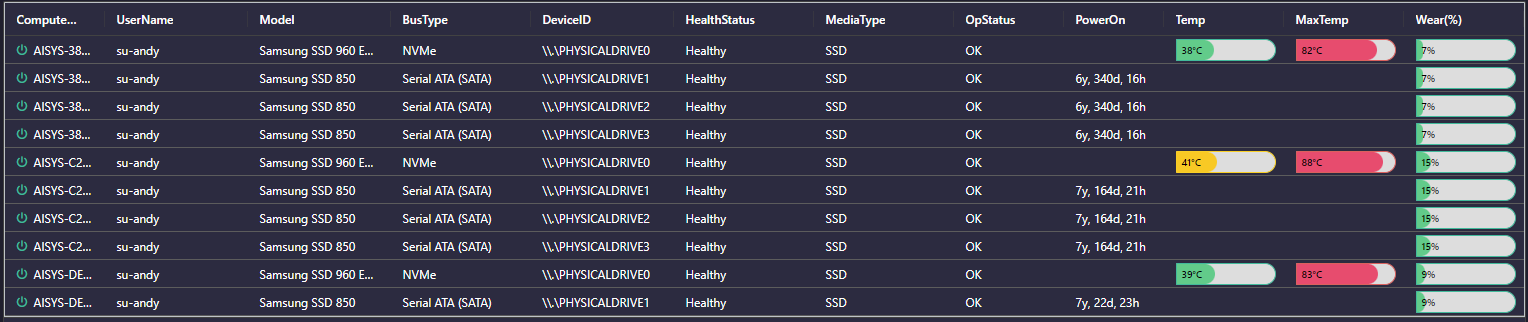 Compute... UserName Model BusType DeviceID HealthStatus MediaType OpStatus PowerOn Temp MaxTemp Wear(%)
AISYS-38... su-andy Samsung SSD 960 E... NVMe \\.\PHYSICALDRIVE0 Healthy SSD OK 38°C 82°C 7%
AISYS-38... su-andy Samsung SSD 850 Serial ATA (SATA) \\.\PHYSICALDRIVE1 Healthy SSD OK 6y, 340d, 16h 7%
AISYS-38... su-andy Samsung SSD 850 Serial ATA (SATA) \\.\PHYSICALDRIVE2 Healthy SSD OK 6y, 340d, 16h 7%
AISYS-38... su-andy Samsung SSD 850 Serial ATA (SATA) \\.\PHYSICALDRIVE3 Healthy SSD OK 6y, 340d, 16h 7%
AISYS-C2... su-andy Samsung SSD 960 E... NVMe \\.\PHYSICALDRIVE0 Healthy SSD OK 41°C 88°C 15%
AISYS-C2... su-andy Samsung SSD 850 Serial ATA (SATA) \\.\PHYSICALDRIVE1 Healthy SSD OK 7y, 164d, 21h 15%
AISYS-C2... su-andy Samsung SSD 850 Serial ATA (SATA) \\.\PHYSICALDRIVE2 Healthy SSD OK 7y, 164d, 21h 15%
AISYS-C2... su-andy Samsung SSD 850 Serial ATA (SATA) \\.\PHYSICALDRIVE3 Healthy SSD OK 7y, 164d, 21h 15%
AISYS-DE... su-andy Samsung SSD 960 E... NVMe \\.\PHYSICALDRIVE0 Healthy SSD OK 39°C 83°C 9%
AISYS-DE... su-andy Samsung SSD 850 Serial ATA (SATA) \\.\PHYSICALDRIVE1 Healthy SSD OK 7y, 22d, 23h 9%